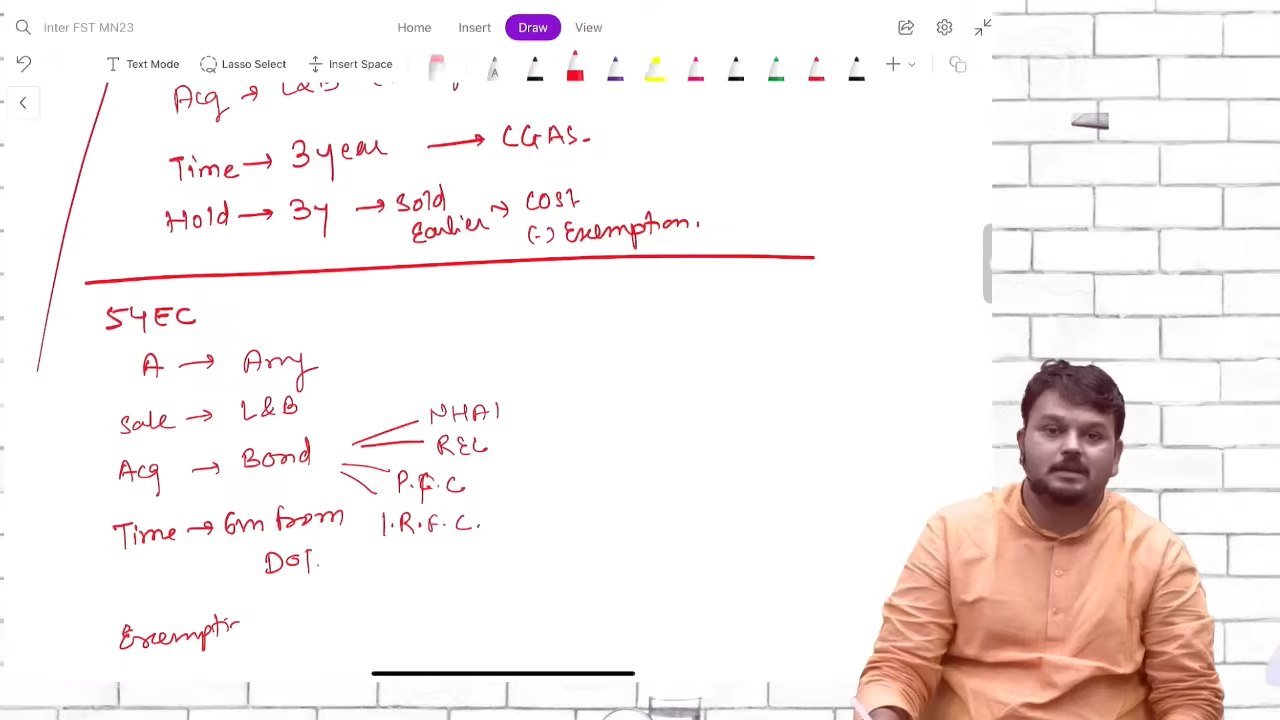 Inter FST MN23
Home Insert Draw View
Text Mode Lasso Select Insert Space
Acq → L&B
Time → 3 year → CGAS.
Hold → 3y → Sold Earlier → Cost (-) Exemption.
54EC
A → Any
Sale → L&B
Acq → Bond
NHAI
REC
P.F.C
I.R.F.C.
Time → 6m from DOT.
Exemptio